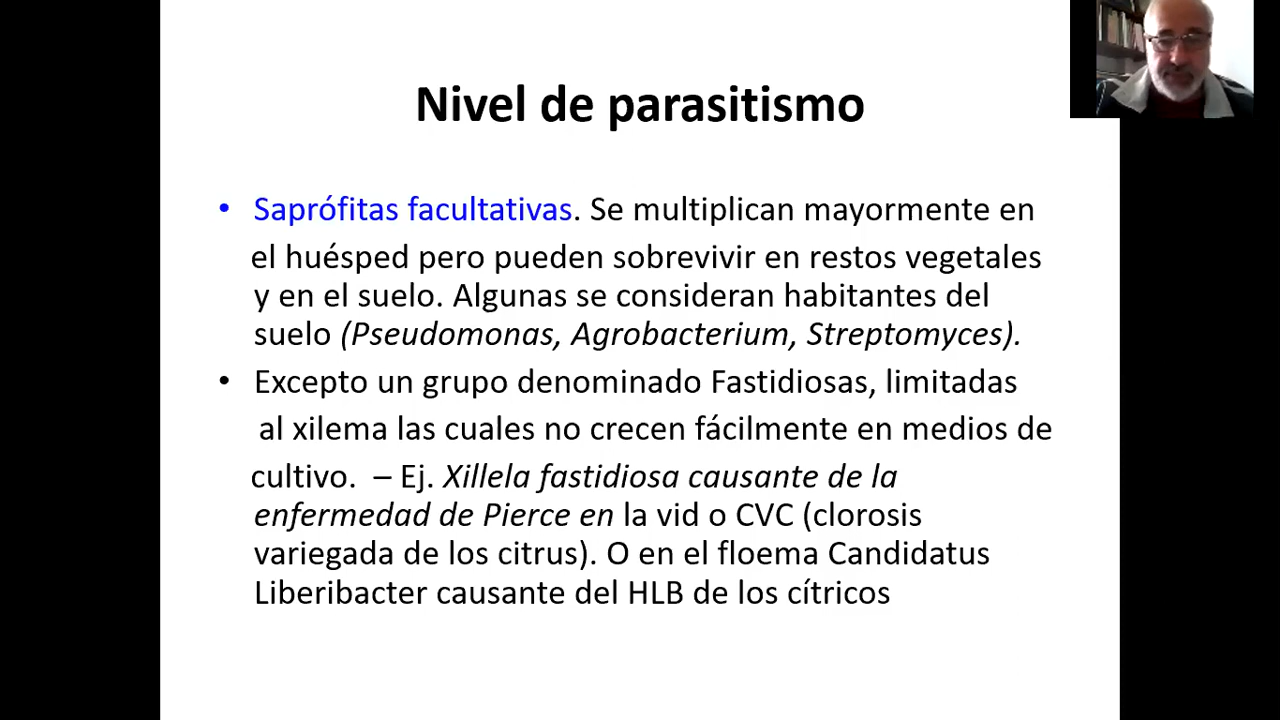 Nivel de parasitismo
• Saprófitas facultativas. Se multiplican mayormente en
el huésped pero pueden sobrevivir en restos vegetales
y en el suelo. Algunas se consideran habitantes del
suelo (Pseudomonas, Agrobacterium, Streptomyces).
• Excepto un grupo denominado Fastidiosas, limitadas
al xilema las cuales no crecen fácilmente en medios de
cultivo. – Ej. Xillela fastidiosa causante de la
enfermedad de Pierce en la vid o CVC (clorosis
variegada de los citrus). O en el floema Candidatus
Liberibacter causante del HLB de los cítricos